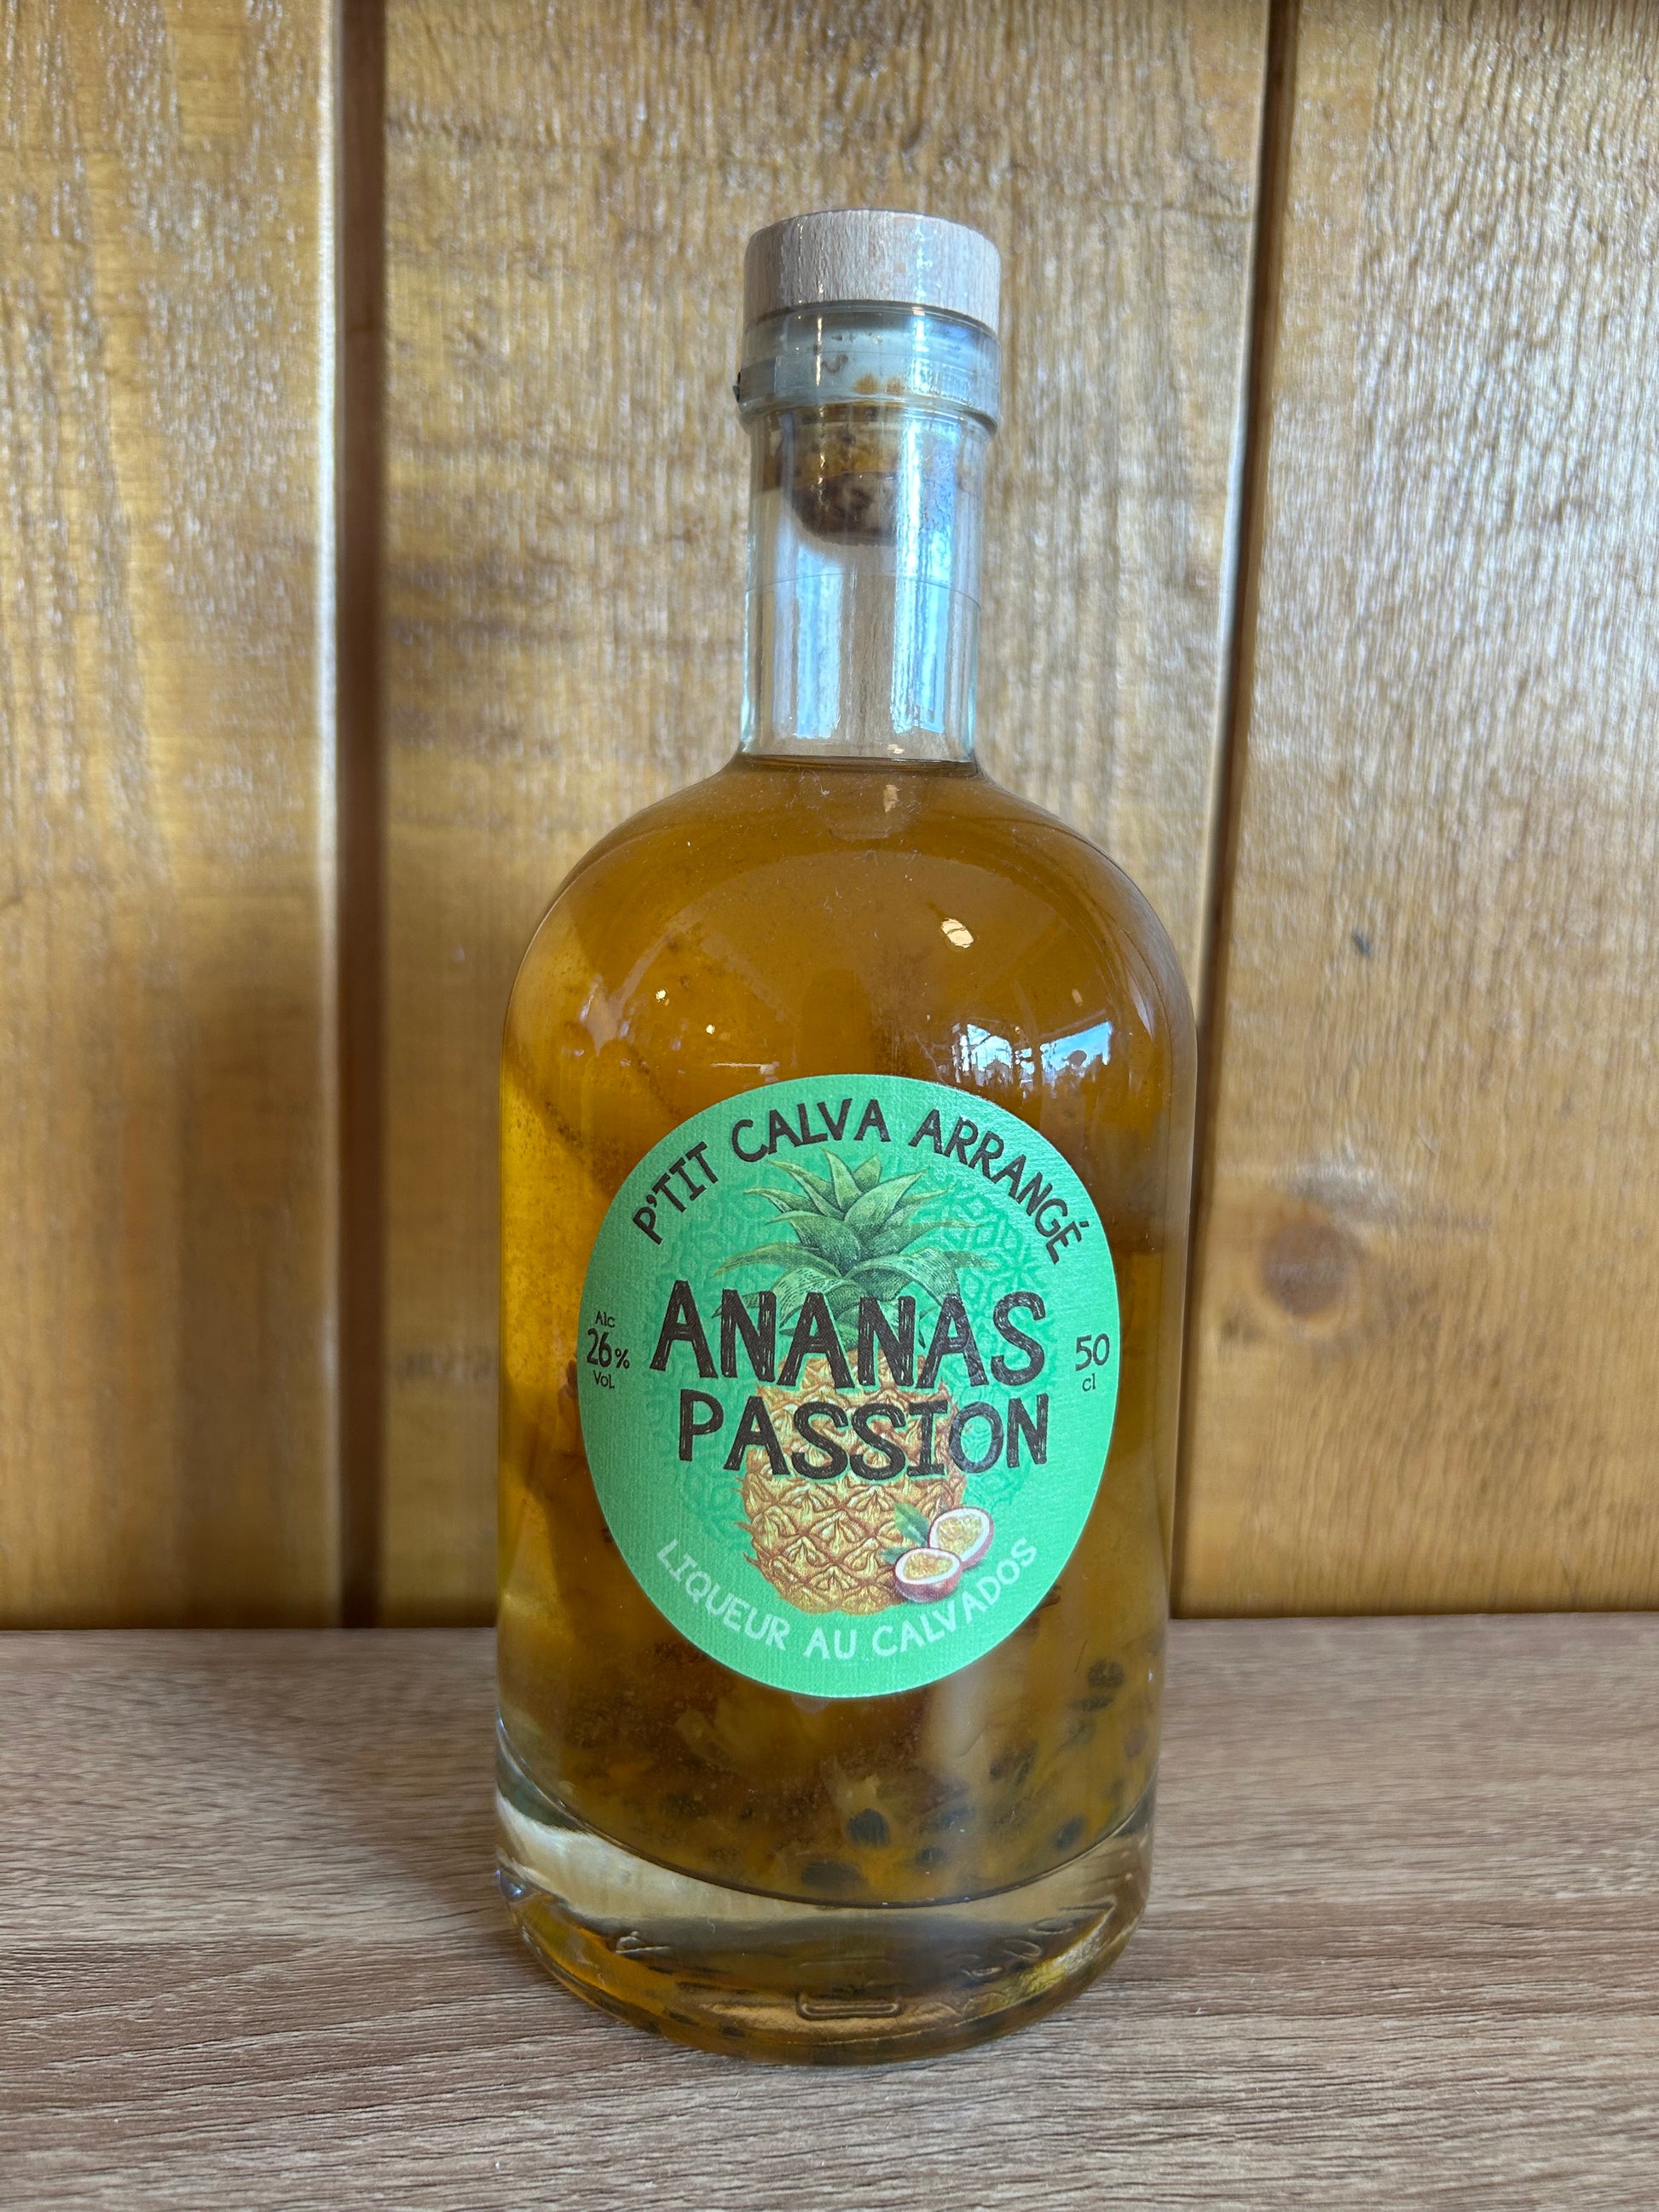 P'TIT CALVA ARRANGÉ
ANANAS
PASSION
Alc
26%
Vol.
50
cl
LIQUEUR AU CALVADOS